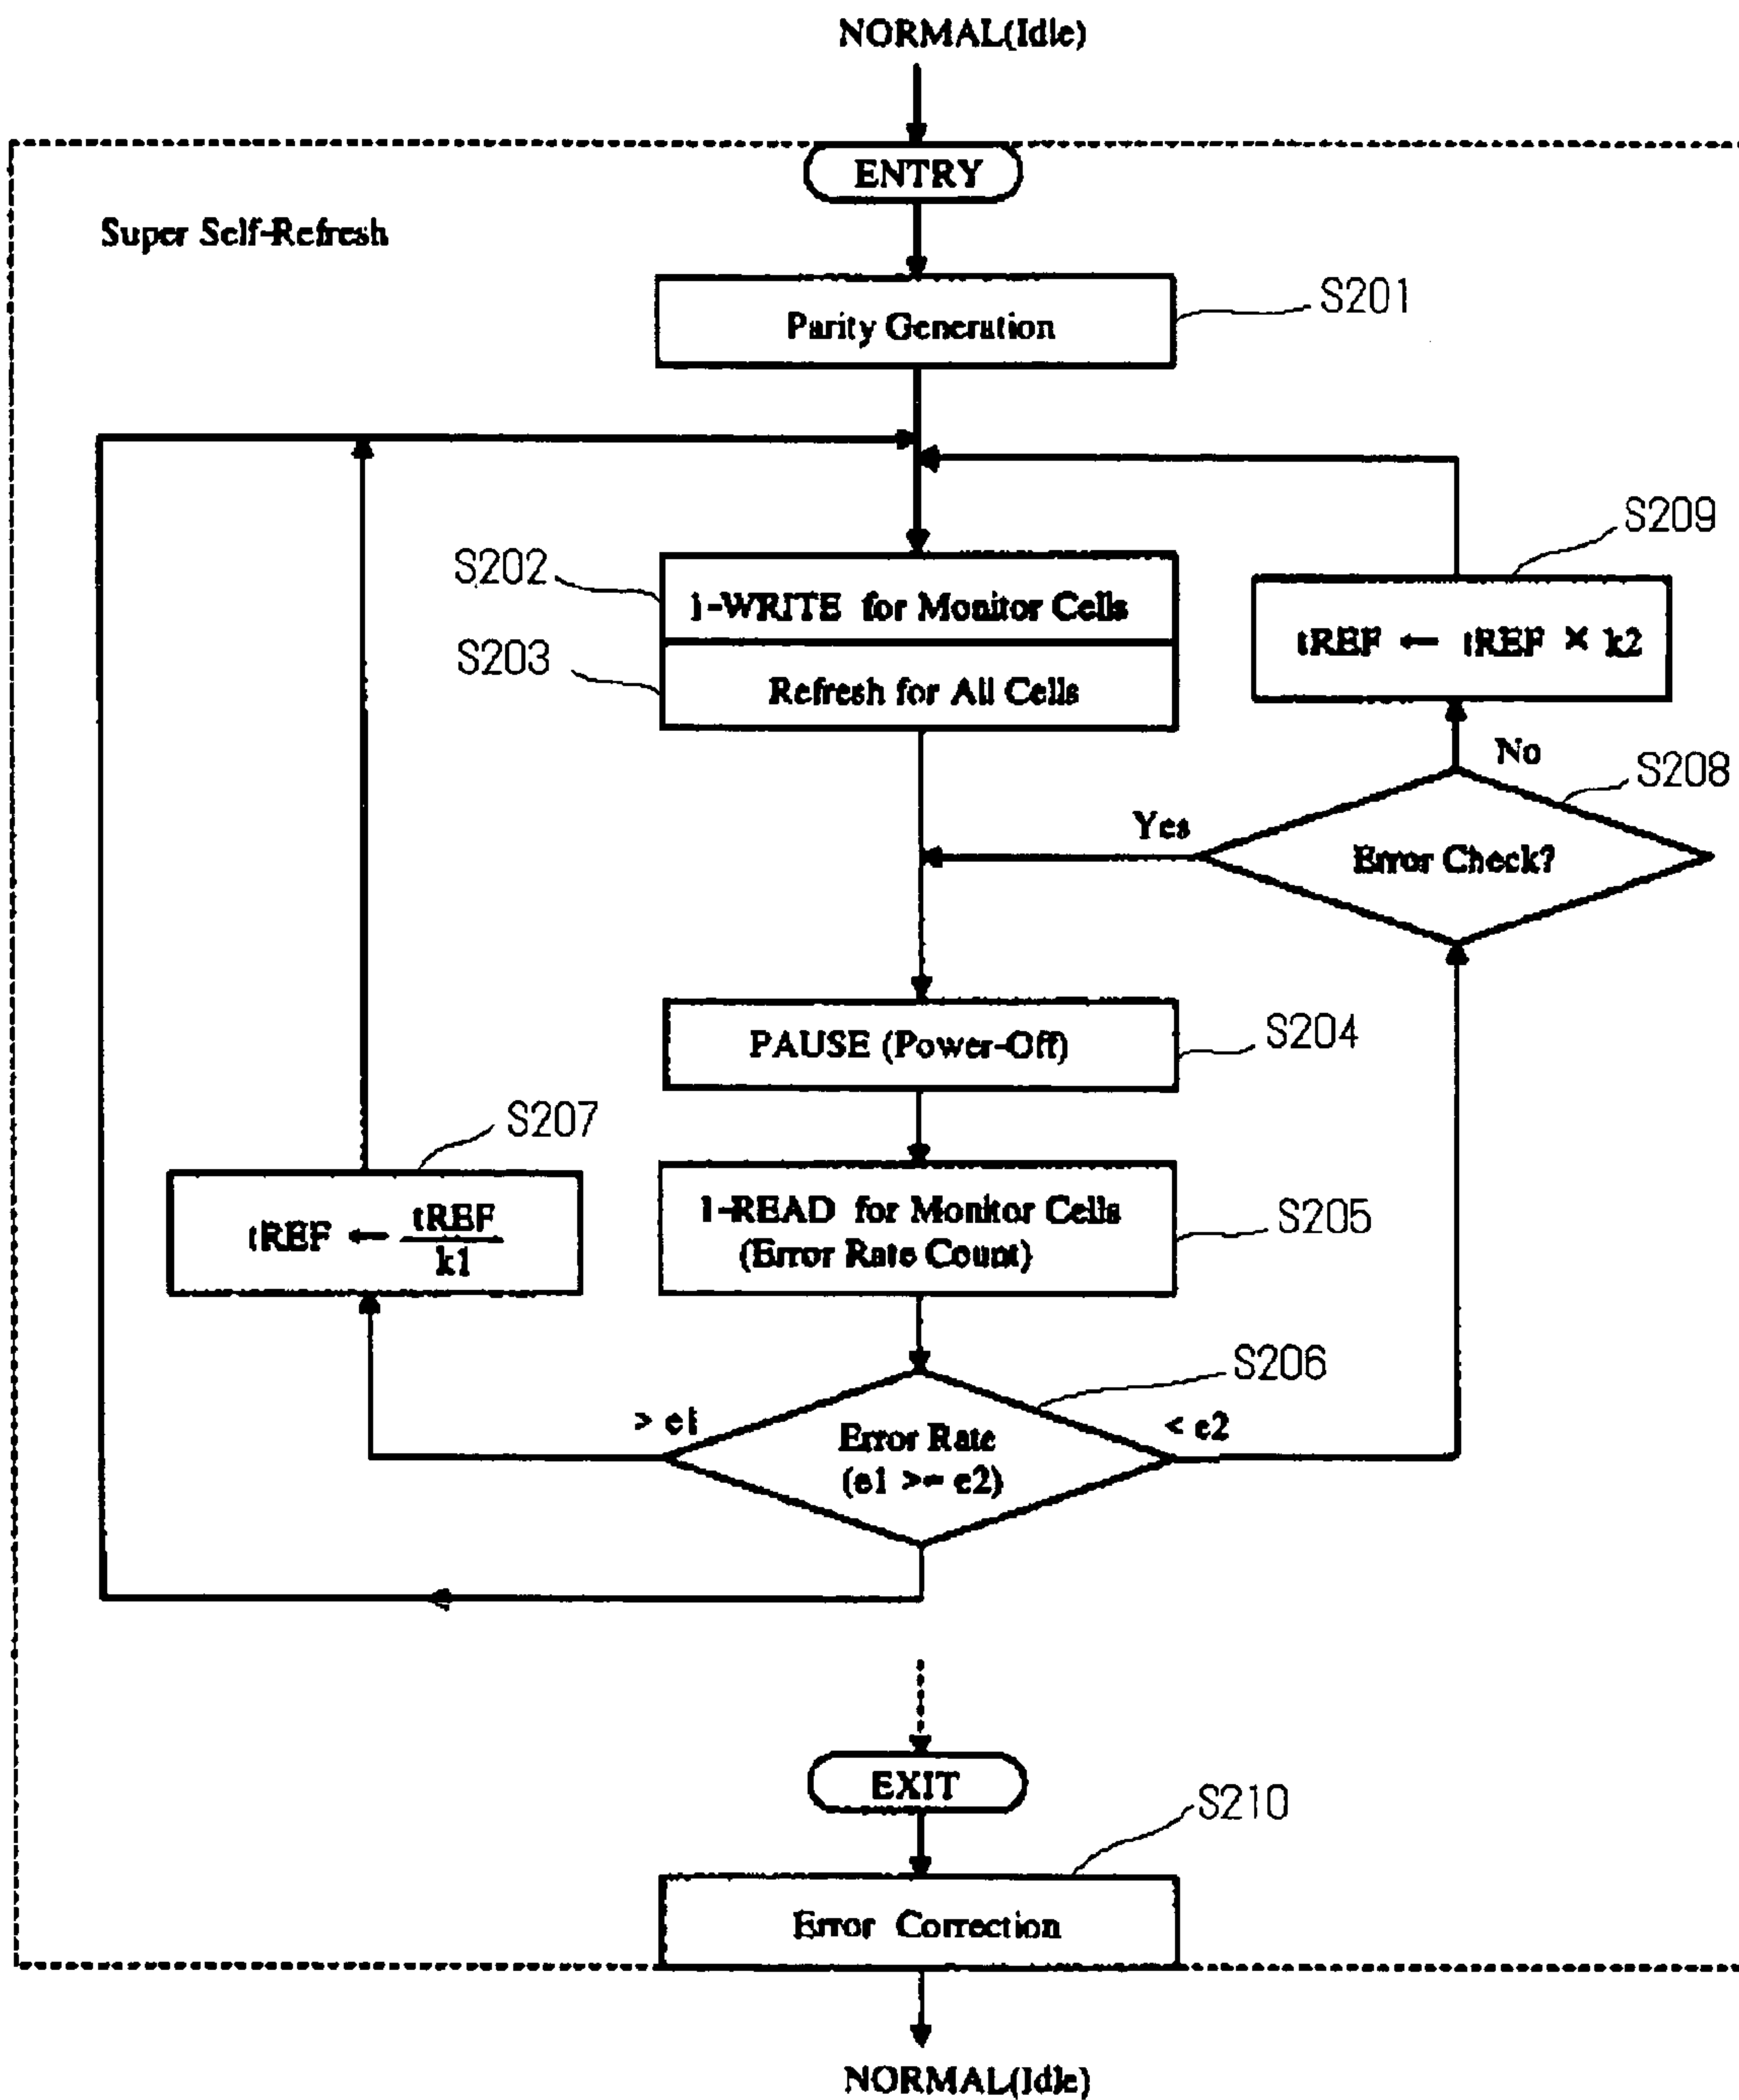 NORMAL(Idle)
ENTRY
Super Self-Refresh
Parity Generation
S201
S202
1-WRITE for Monitor Cells
S203
Refresh for All Cells
S209
tREF ← tREF × k2
No
S208
Yes
Error Check?
PAUSE (Power-Off)
S204
S207
tREF ← tREF
k1
1-READ for Monitor Cells
(Error Rate Count)
S205
S206
> e1
Error Rate
(e1 >= e2)
< e2
EXIT
S210
Error Correction
NORMAL(Idle)